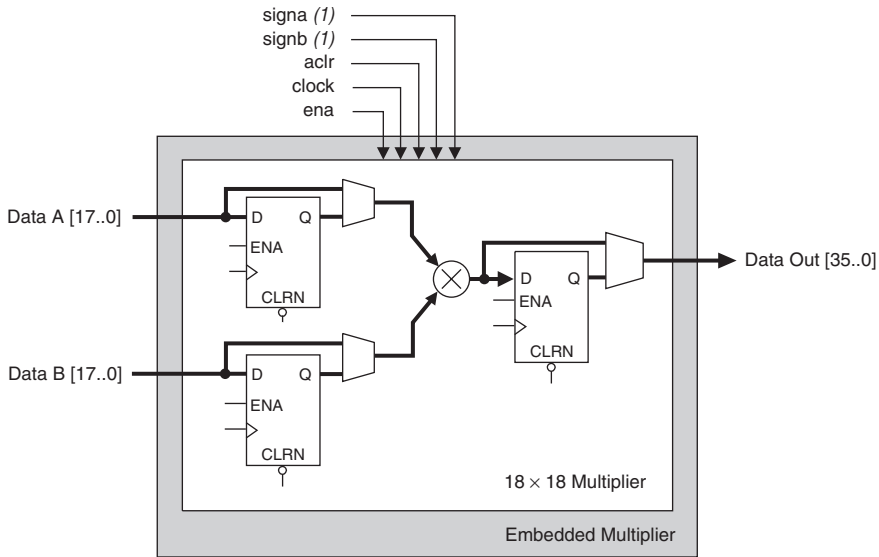 signa (1)
signb (1)
aclr
clock
ena
Data A [17..0]
D Q
ENA
CLRN
Data Out [35..0]
D Q
ENA
CLRN
Data B [17..0]
D Q
ENA
CLRN
18 × 18 Multiplier
Embedded Multiplier